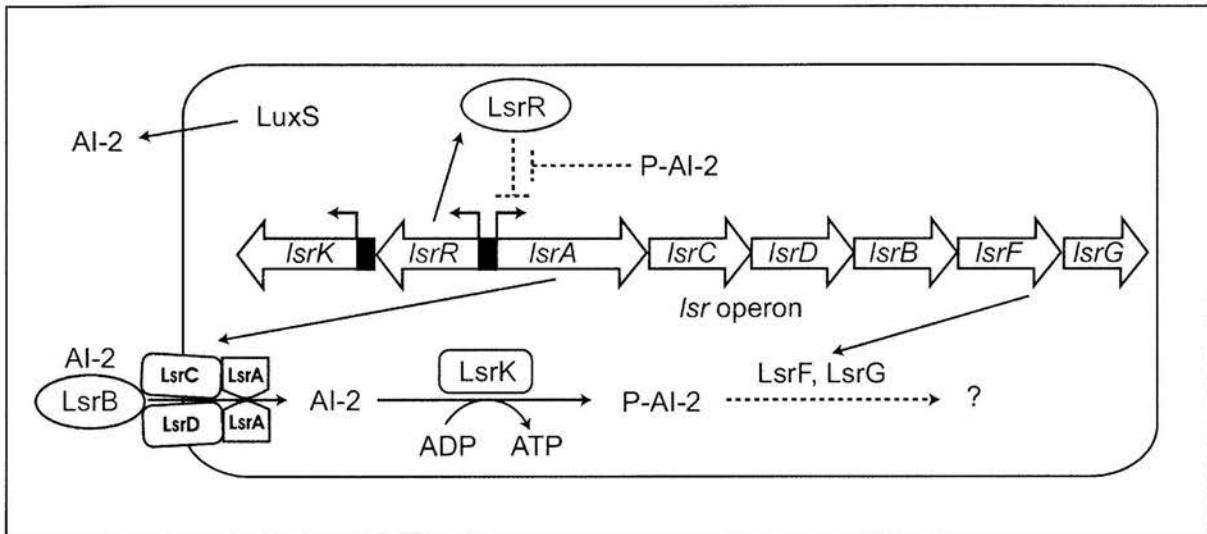 LsrR
LuxS
AI-2
P-AI-2
lsrK lsrR lsrA lsrC lsrD lsrB lsrF lsrG
lsr operon
AI-2
LsrC LsrA
LsrB
LsrD LsrA
AI-2
LsrK
ADP ATP
P-AI-2
LsrF, LsrG
?